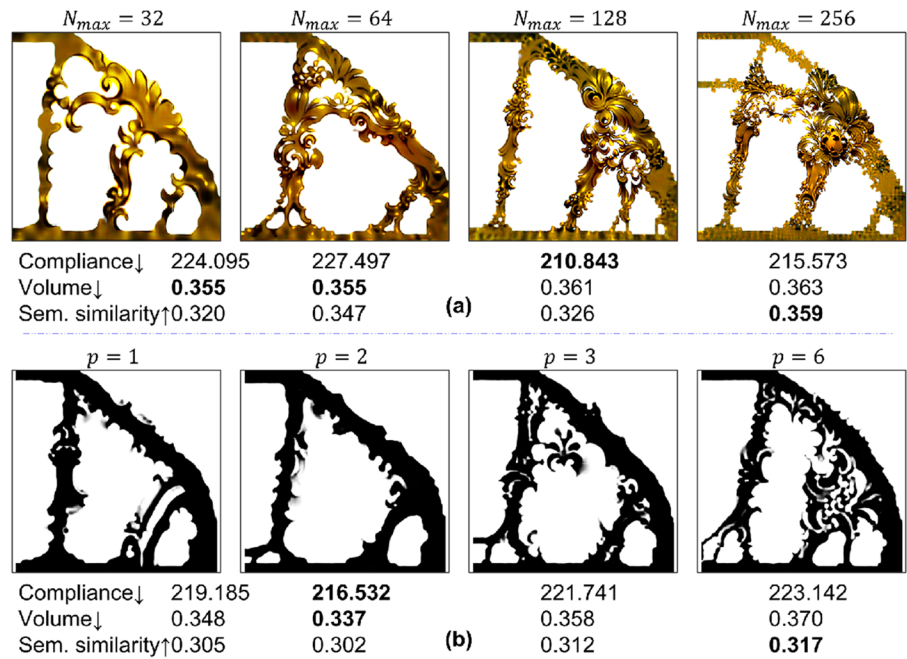 N_max = 32 N_max = 64 N_max = 128 N_max = 256
Compliance↓ 224.095 227.497 210.843 215.573
Volume↓ 0.355 0.355 0.361 0.363
Sem. similarity↑0.320 0.347 (a) 0.326 0.359
p = 1 p = 2 p = 3 p = 6
Compliance↓ 219.185 216.532 221.741 223.142
Volume↓ 0.348 0.337 0.358 0.370
Sem. similarity↑0.305 0.302 (b) 0.312 0.317